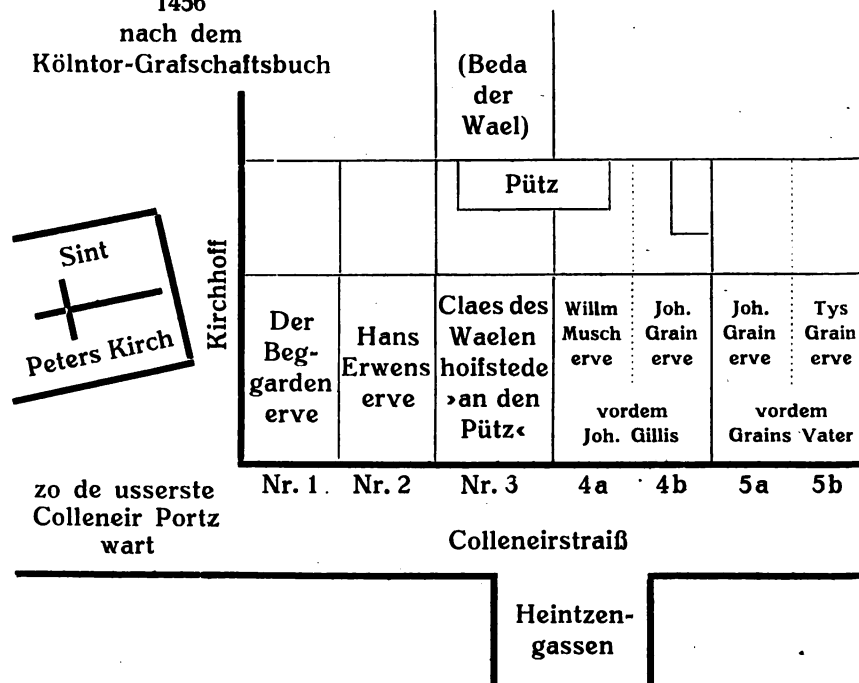 1456
nach dem
Kölntor-Grafschaftsbuch
(Beda
der
Wael)
Pütz
Sint
Peters Kirch
Kirchhoff
Der
Beg-
garden
erve
Hans
Erwens
erve
Claes des
Waelen
hoifstede
›an den
Pütz‹
Willm
Musch
erve
Joh.
Grain
erve
vordem
Joh. Gillis
Joh.
Grain
erve
Tys
Grain
erve
vordem
Grains Vater
Nr. 1. Nr. 2 Nr. 3 4a 4b 5a 5b
zo de usserste
Colleneir Portz
wart
Colleneirstraiß
Heintzen-
gassen